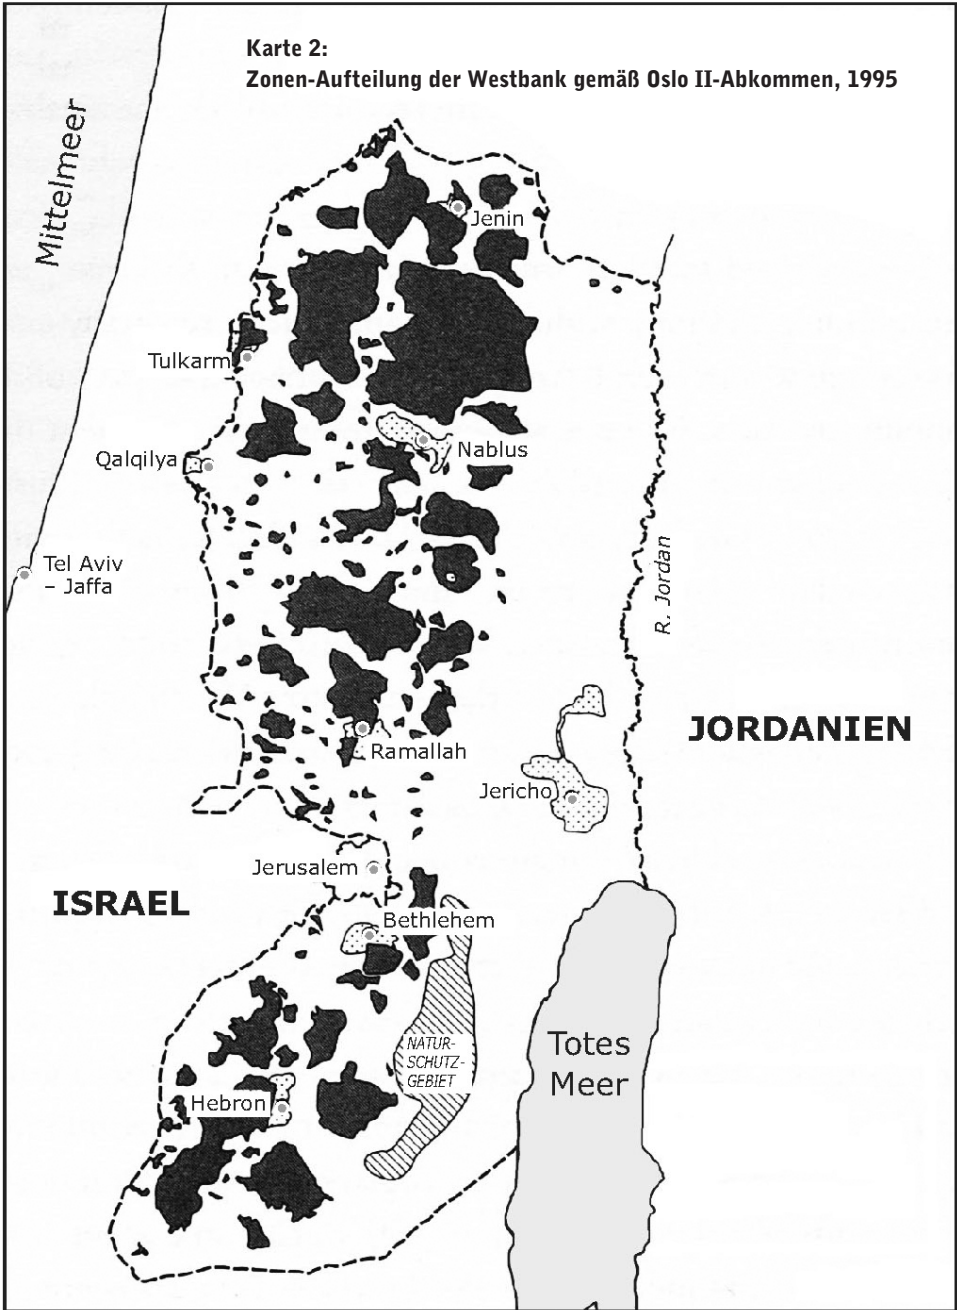 Karte 2:
Zonen-Aufteilung der Westbank gemäß Oslo II-Abkommen, 1995
Mittelmeer
Jenin
Tulkarm
Nablus
Qalqilya
Tel Aviv
– Jaffa
R. Jordan
JORDANIEN
Ramallah
Jericho
Jerusalem
ISRAEL
Bethlehem
NATUR-
SCHUTZ-
GEBIET
Totes
Meer
Hebron